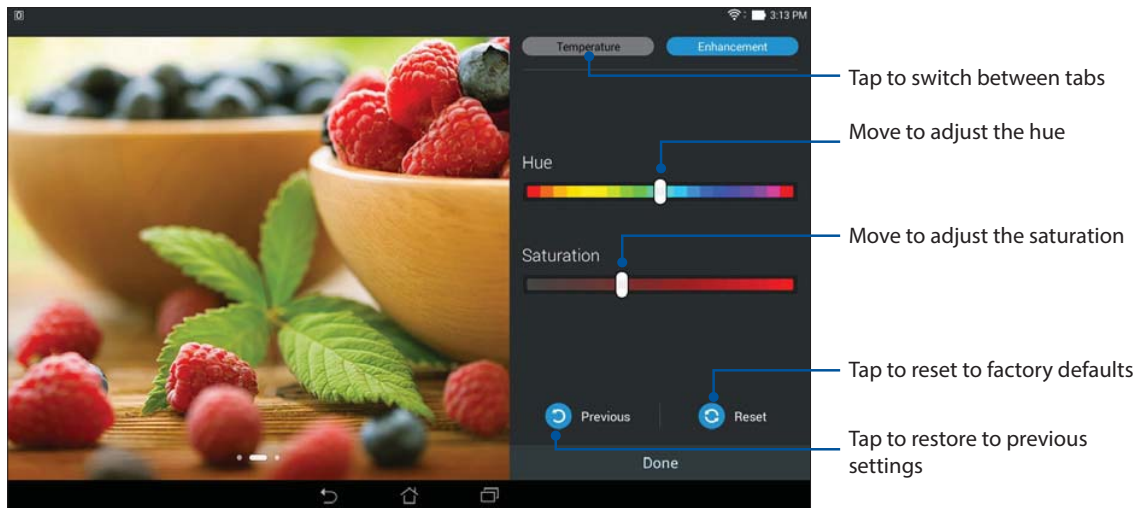 3:13 PM
Temperature
Enhancement
Tap to switch between tabs
Move to adjust the hue
Hue
Saturation
Move to adjust the saturation
Tap to reset to factory defaults
Previous
Reset
Tap to restore to previous
settings
Done